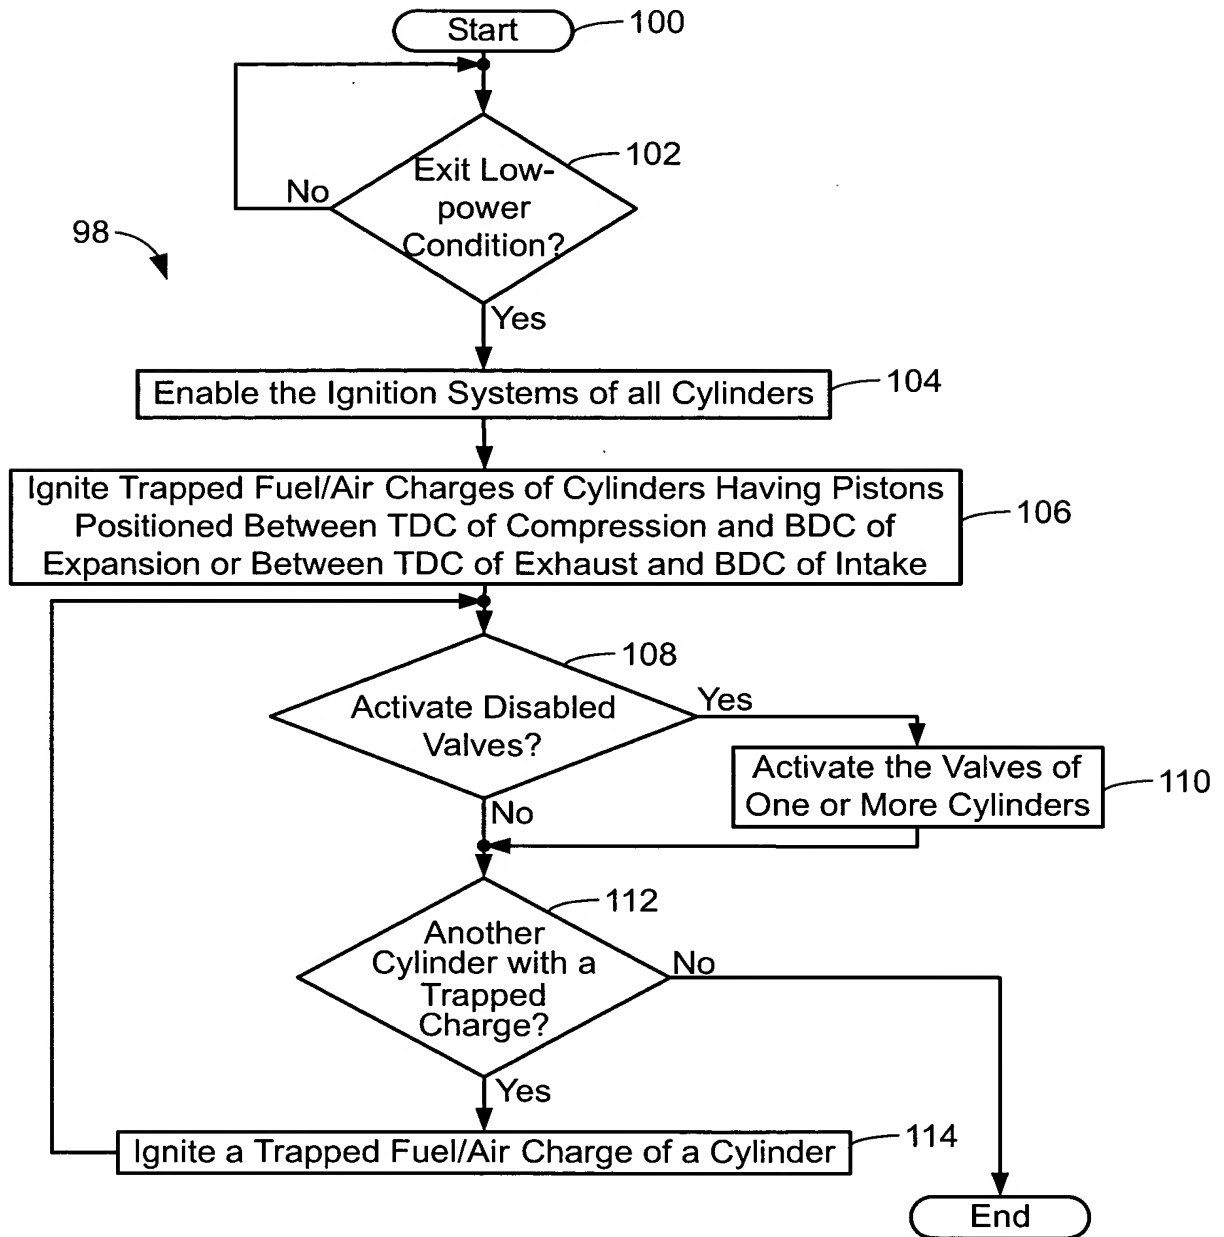 Start
100
Exit Low-
power
Condition?
102
No
98
Yes
Enable the Ignition Systems of all Cylinders
104
Ignite Trapped Fuel/Air Charges of Cylinders Having Pistons
Positioned Between TDC of Compression and BDC of
Expansion or Between TDC of Exhaust and BDC of Intake
106
108
Activate Disabled
Valves?
Yes
Activate the Valves of
One or More Cylinders
110
No
112
Another
Cylinder with a
Trapped
Charge?
No
Yes
Ignite a Trapped Fuel/Air Charge of a Cylinder
114
End